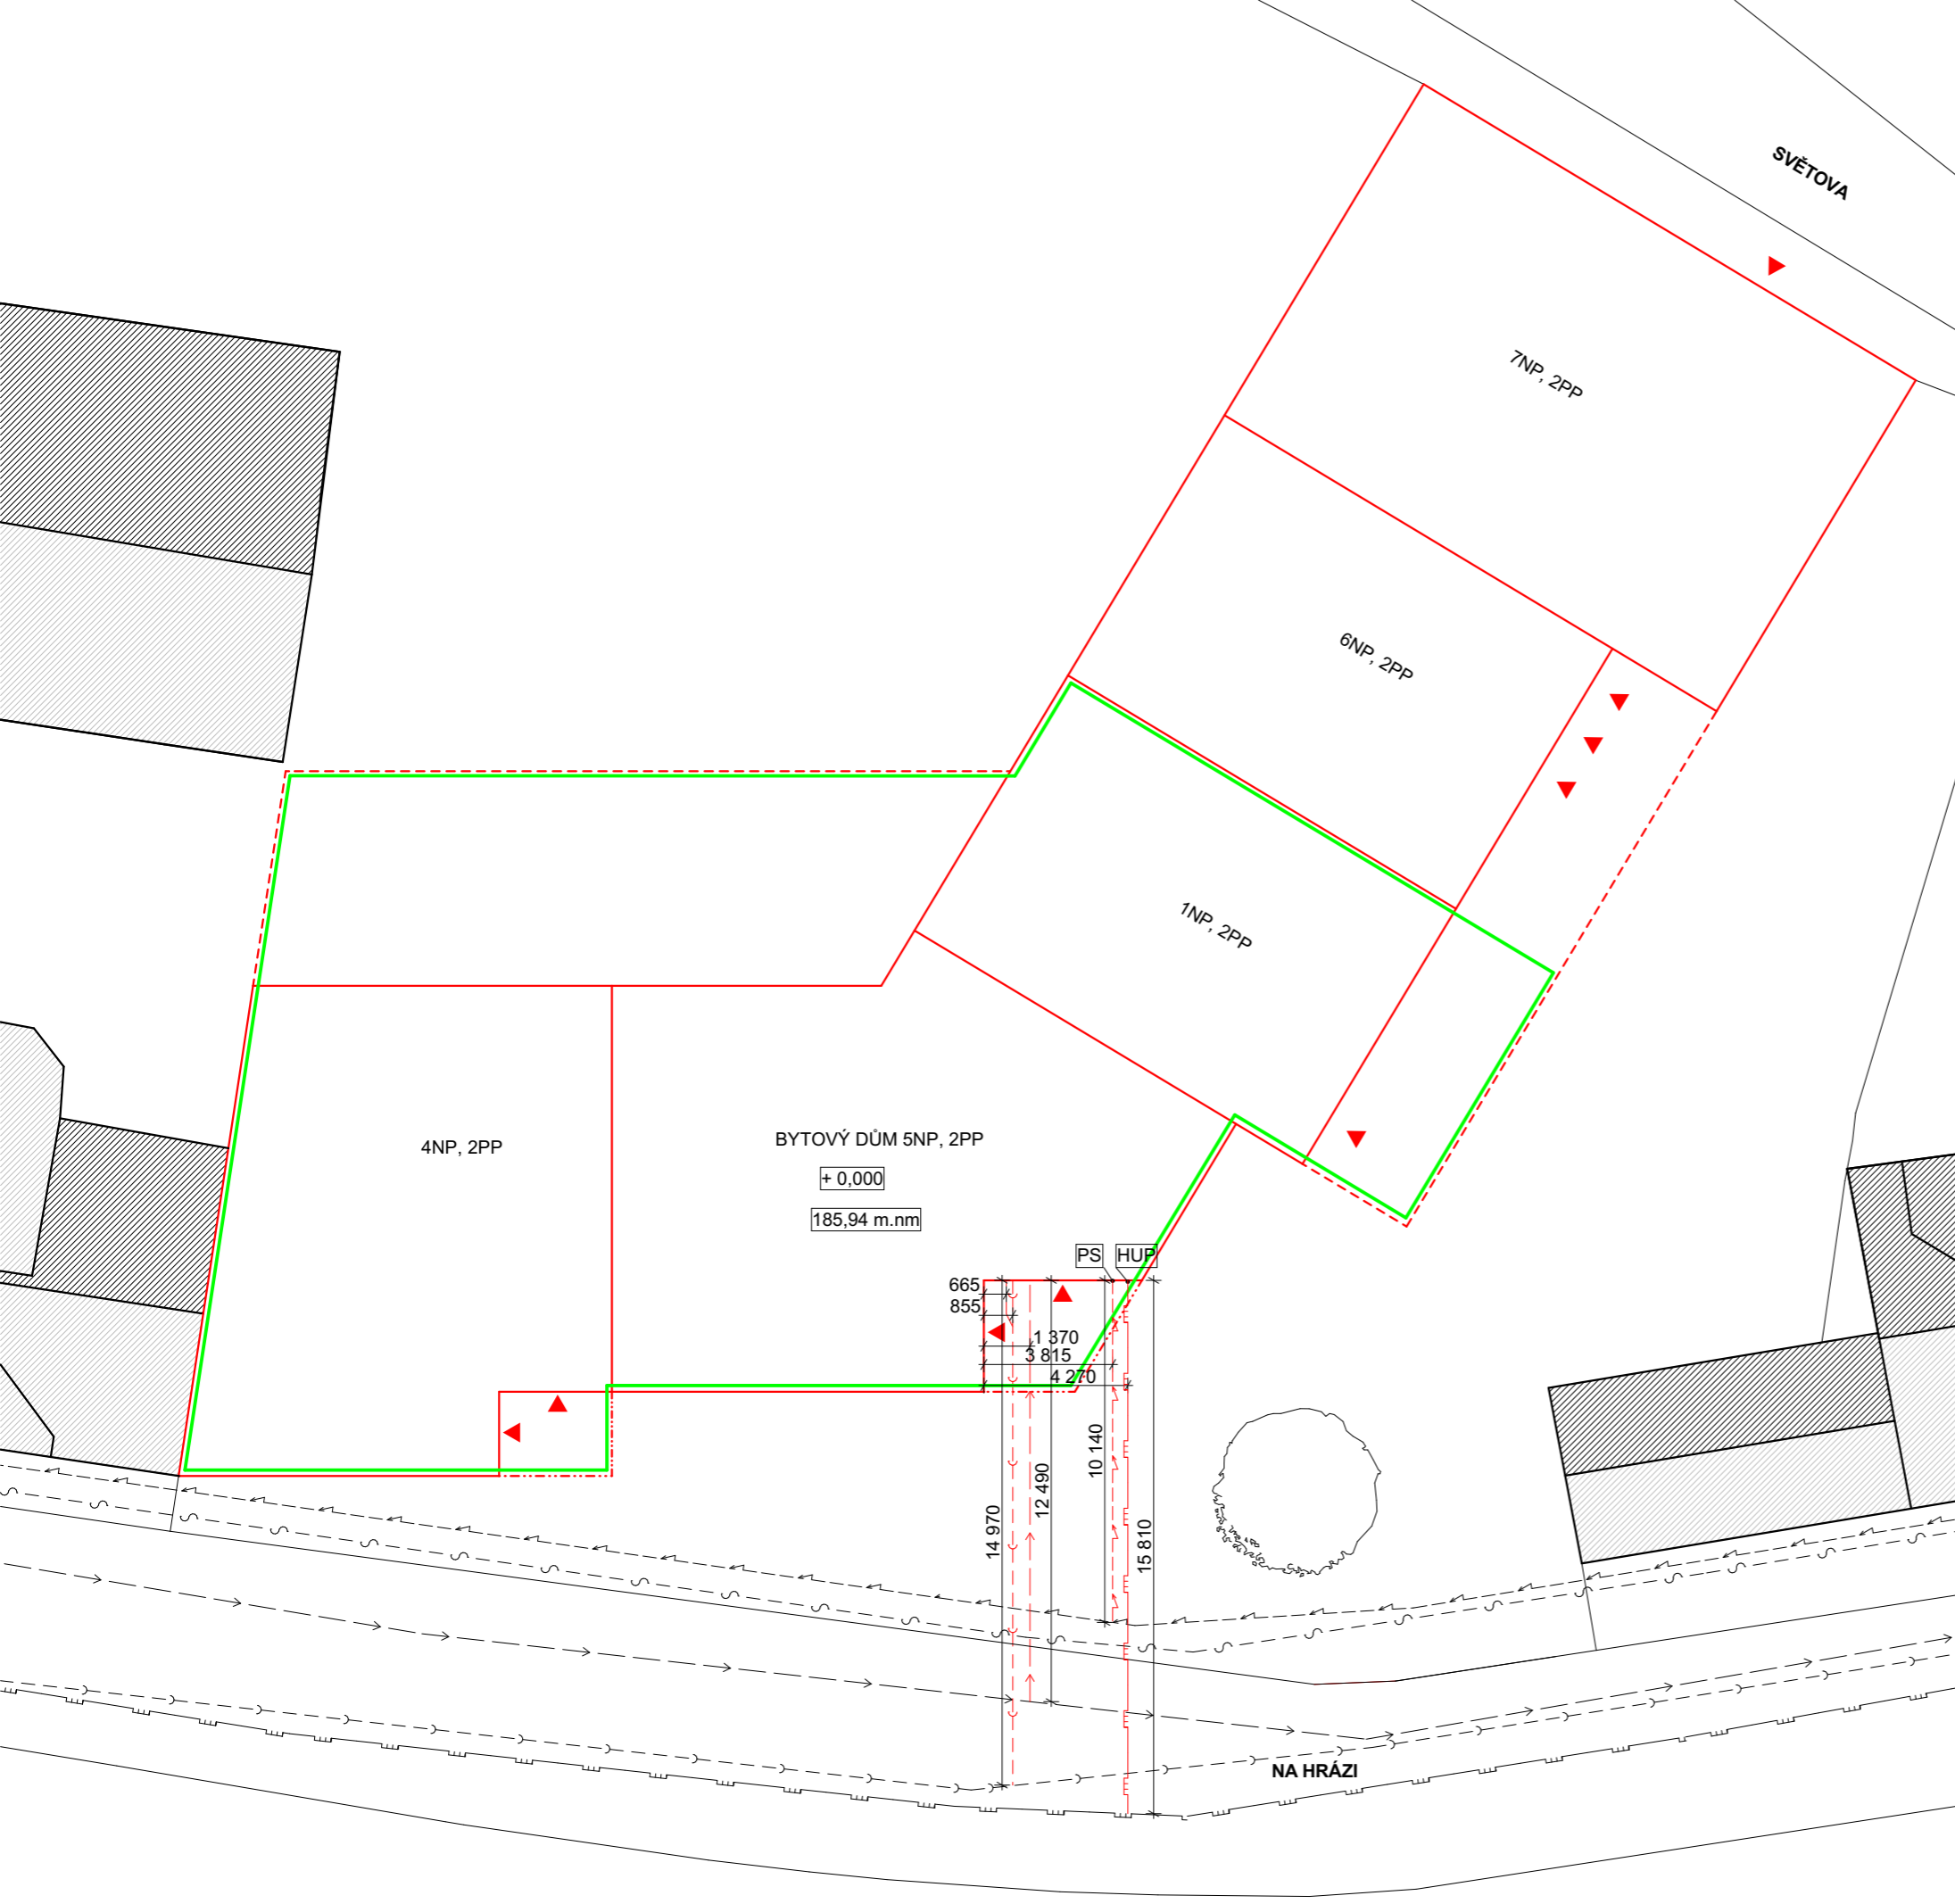 SVĚTOVA
7NP, 2PP
6NP, 2PP
1NP, 2PP
4NP, 2PP
BYTOVÝ DŮM 5NP, 2PP
+ 0,000
185,94 m.nm
PS
HUP
665
855
1 370
3 815
4 270
10 140
12 490
14 970
15 810
NA HRÁZI